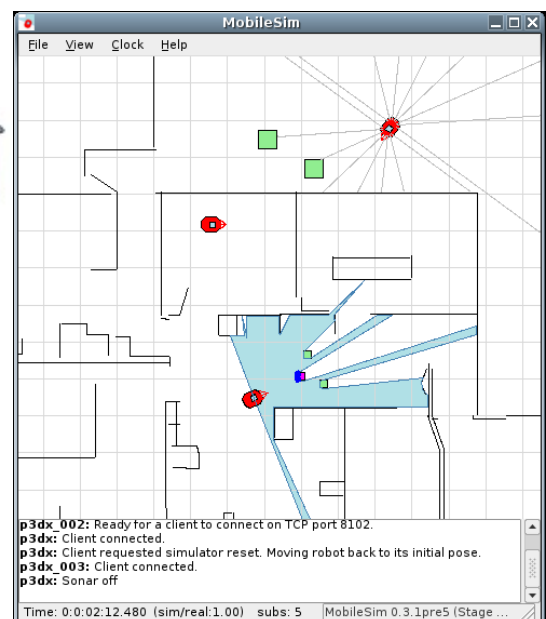 MobileSim
File View Clock Help
p3dx_002: Ready for a client to connect on TCP port 8102.
p3dx: Client connected.
p3dx: Client requested simulator reset. Moving robot back to its initial pose.
p3dx_003: Client connected.
p3dx: Sonar off
Time: 0:0:02:12.480 (sim/real:1.00) subs: 5 MobileSim 0.3.1pre5 (Stage ...